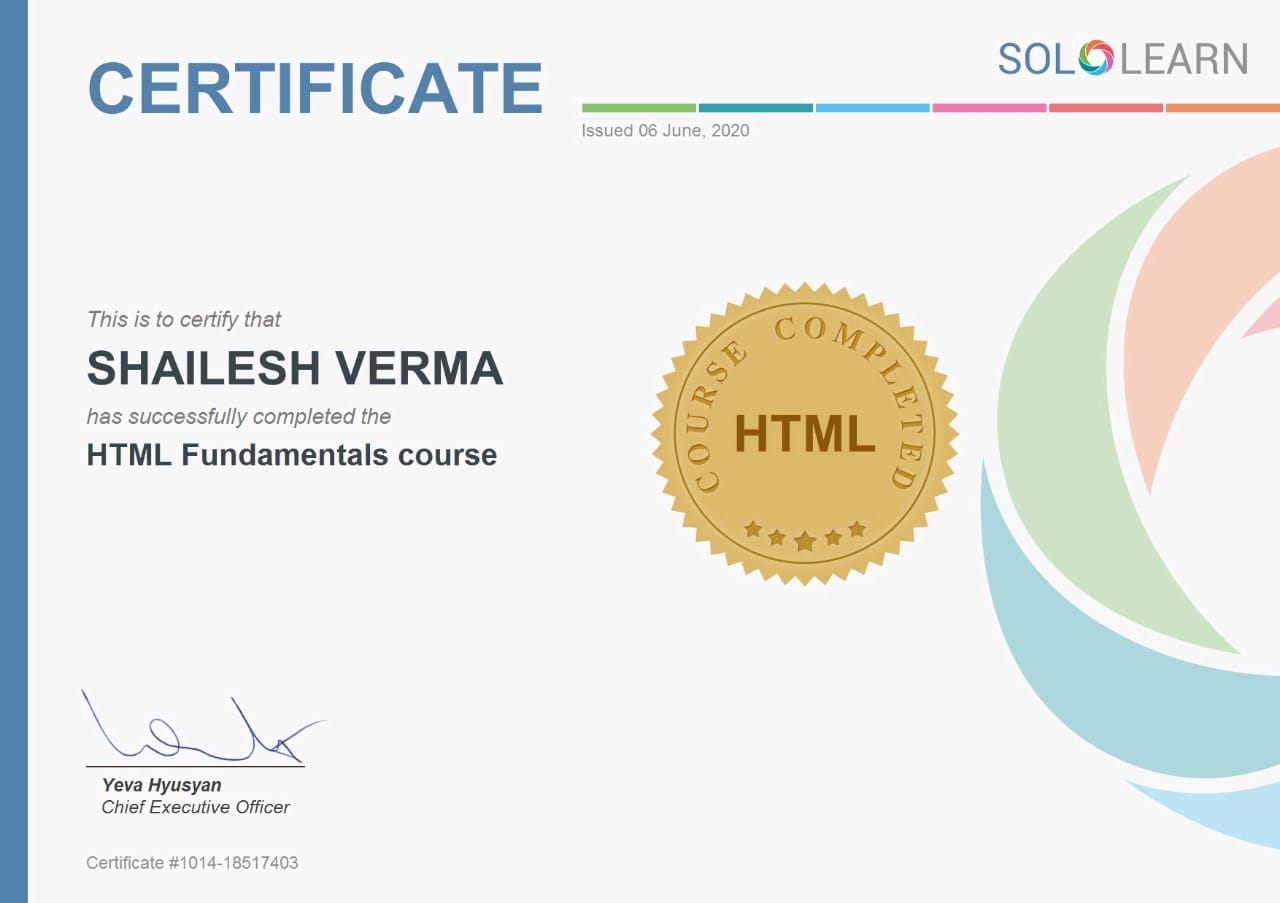 CERTIFICATE
SOLOLEARN
Issued 06 June, 2020
This is to certify that
SHAILESH VERMA
has successfully completed the
HTML Fundamentals course
COURSE COMPLETED
HTML
Yeva Hyusyan
Chief Executive Officer
Certificate #1014-18517403